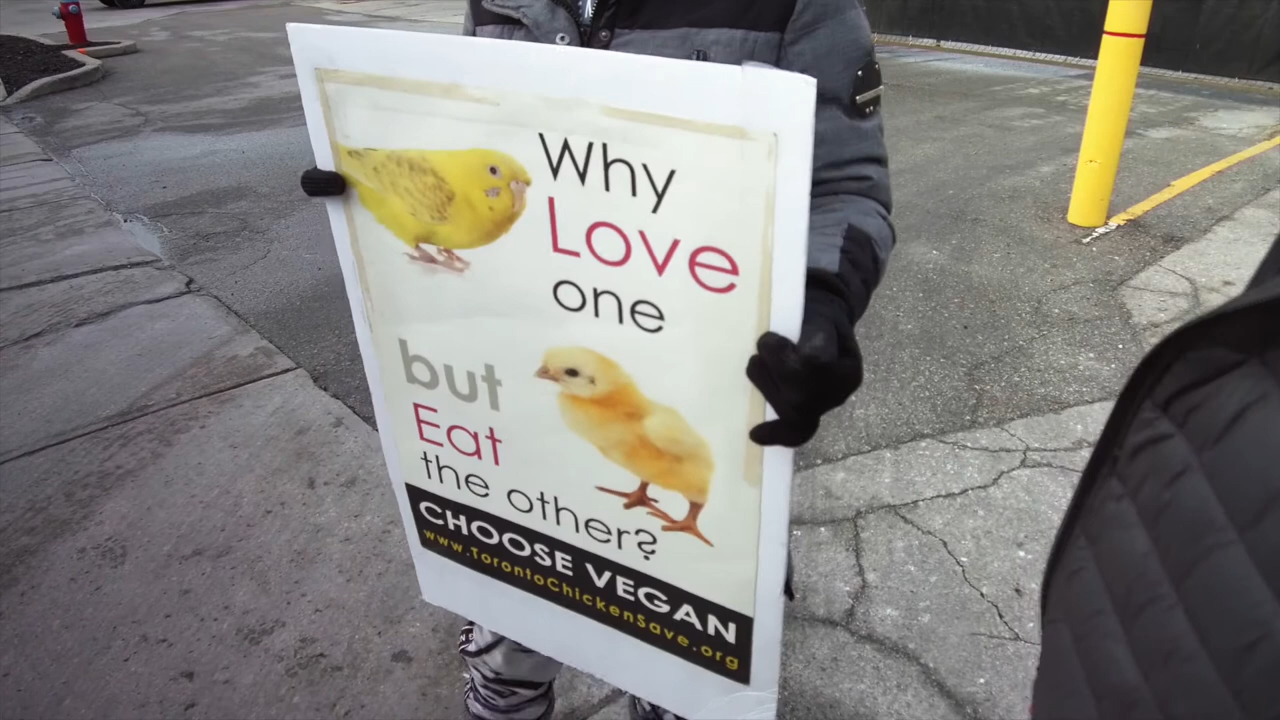 Why
Love
one
but
Eat
the other?
CHOOSE VEGAN
www.TorontoChickenSave.org